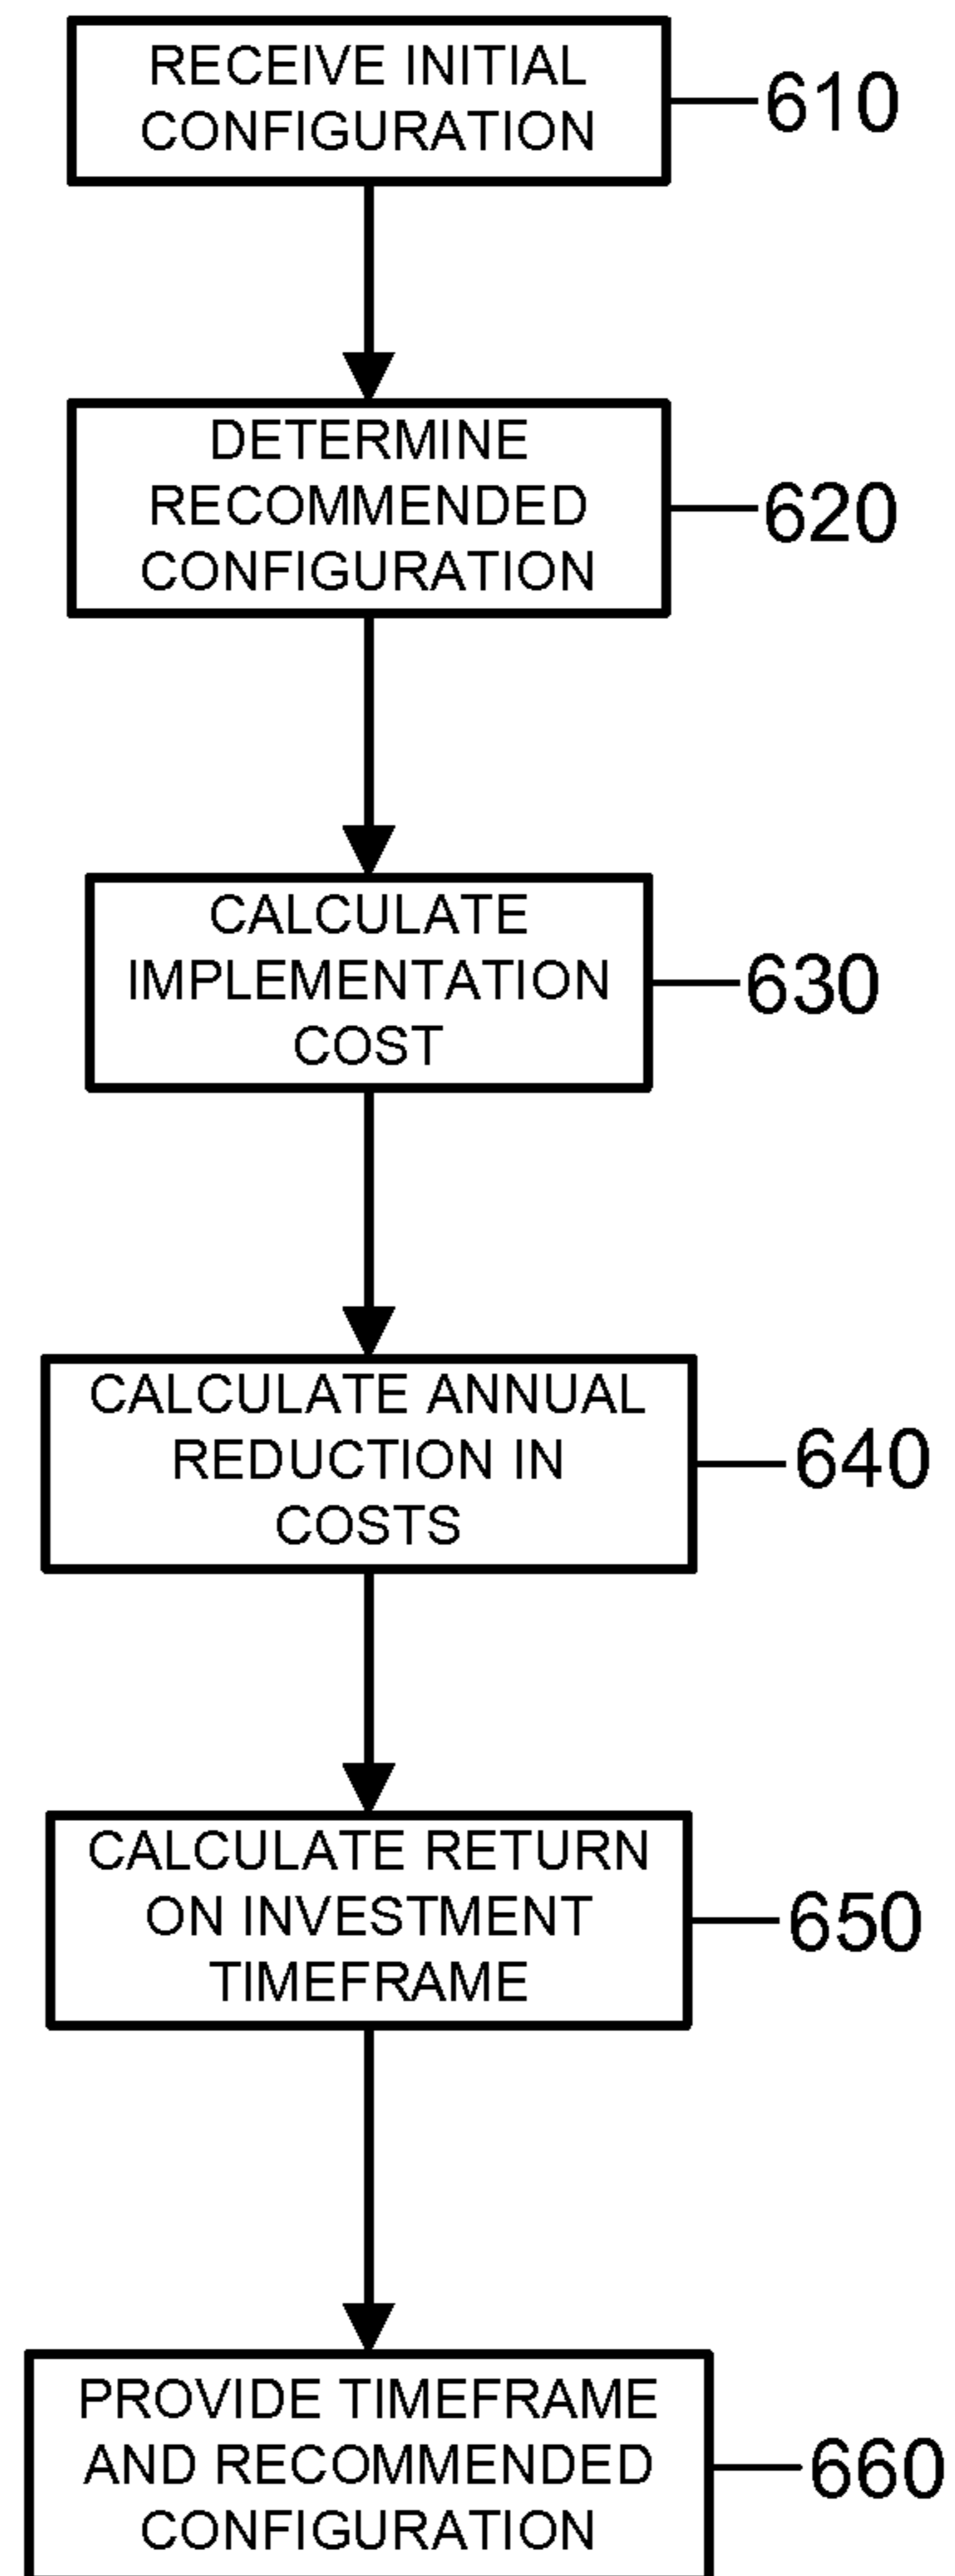 RECEIVE INITIAL
CONFIGURATION
610
DETERMINE
RECOMMENDED
CONFIGURATION
620
CALCULATE
IMPLEMENTATION
COST
630
CALCULATE ANNUAL
REDUCTION IN
COSTS
640
CALCULATE RETURN
ON INVESTMENT
TIMEFRAME
650
PROVIDE TIMEFRAME
AND RECOMMENDED
CONFIGURATION
660